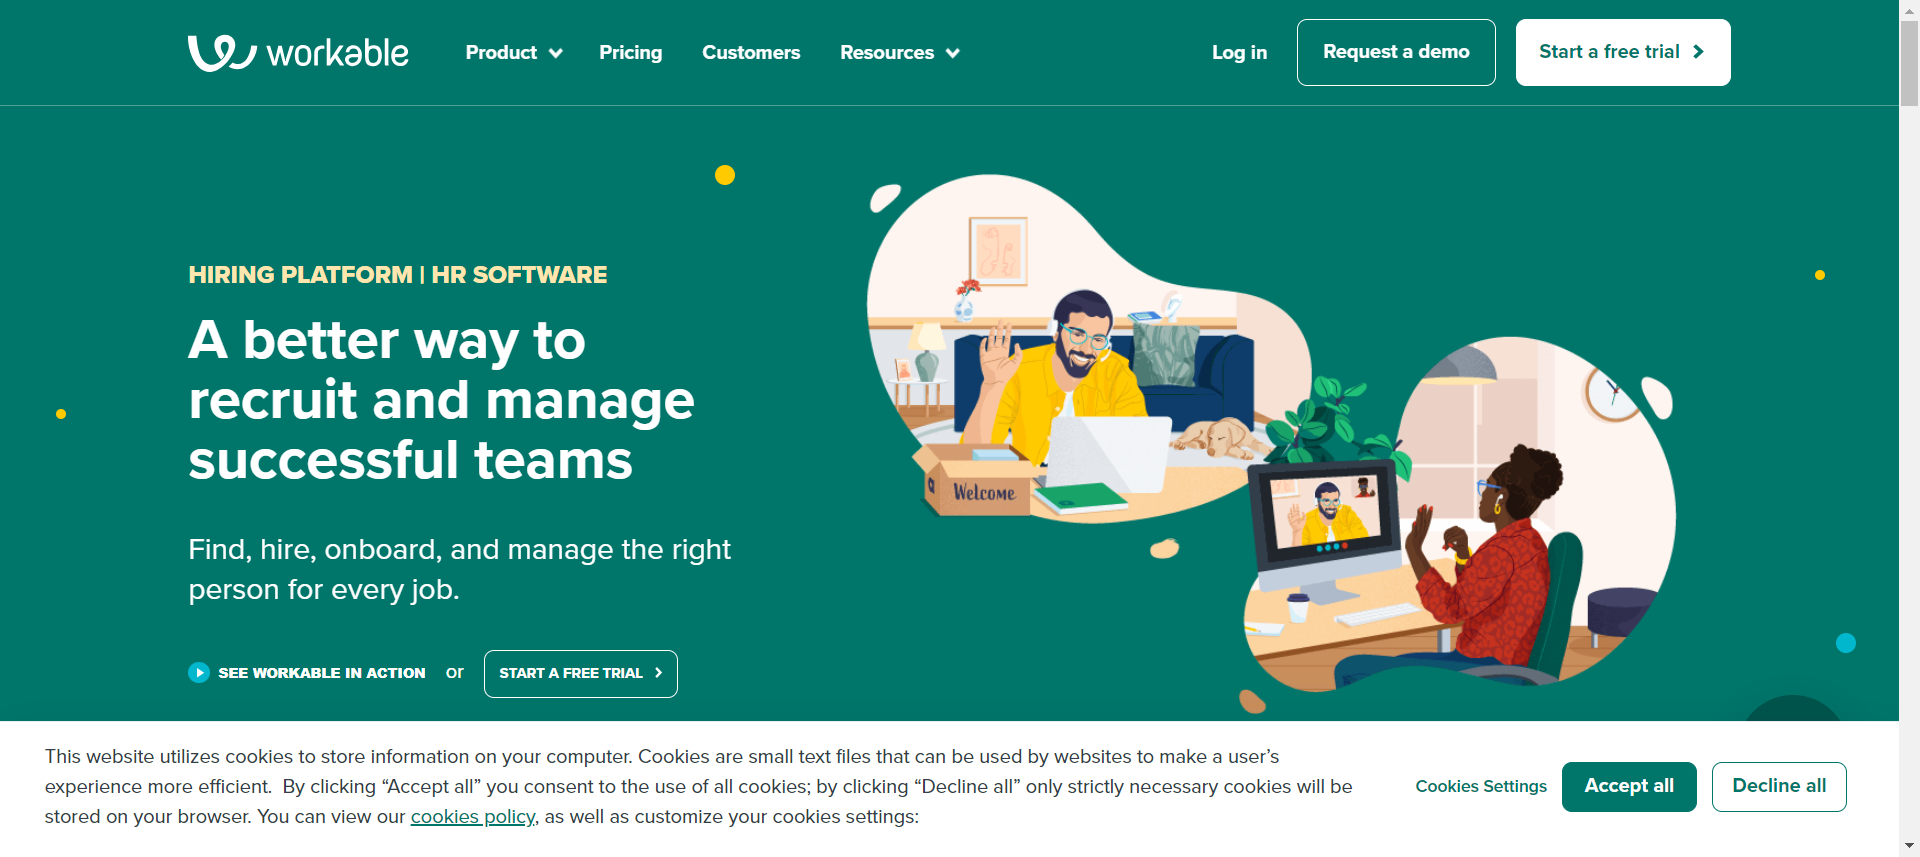 workable
Product
Pricing
Customers
Resources
Log in
Request a demo
Start a free trial
HIRING PLATFORM | HR SOFTWARE
A better way to
recruit and manage
successful teams
Find, hire, onboard, and manage the right
person for every job.
SEE WORKABLE IN ACTION or START A FREE TRIAL
Welcome
This website utilizes cookies to store information on your computer. Cookies are small text files that can be used by websites to make a user’s
experience more efficient. By clicking “Accept all” you consent to the use of all cookies; by clicking “Decline all” only strictly necessary cookies will be
stored on your browser. You can view our cookies policy, as well as customize your cookies settings:
Cookies Settings
Accept all
Decline all